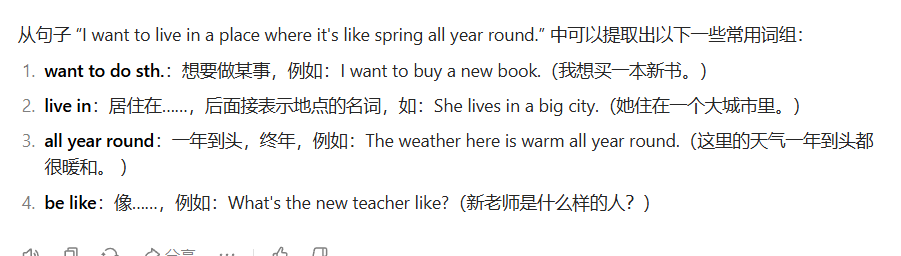 从句子 “I want to live in a place where it's like spring all year round.” 中可以提取出以下一些常用词组：
1. want to do sth.：想要做某事，例如：I want to buy a new book.（我想买一本新书。）
2. live in：居住在……，后面接表示地点的名词，如：She lives in a big city.（她住在一个大城市里。）
3. all year round：一年到头，终年，例如：The weather here is warm all year round.（这里的天气一年到头都
很暖和。 ）
4. be like：像……，例如：What's the new teacher like?（新老师是什么样的人？）
分享